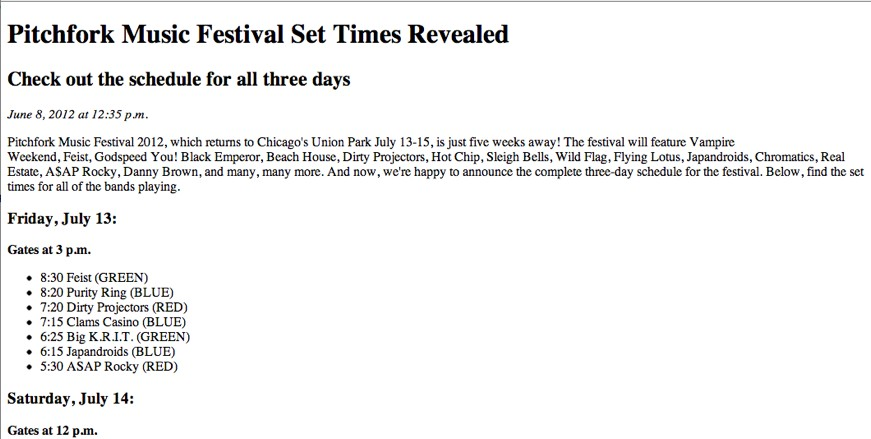 Pitchfork Music Festival Set Times Revealed
Check out the schedule for all three days
June 8, 2012 at 12:35 p.m.
Pitchfork Music Festival 2012, which returns to Chicago's Union Park July 13-15, is just five weeks away! The festival will feature Vampire
Weekend, Feist, Godspeed You! Black Emperor, Beach House, Dirty Projectors, Hot Chip, Sleigh Bells, Wild Flag, Flying Lotus, Japandroids, Chromatics, Real
Estate, A$AP Rocky, Danny Brown, and many, many more. And now, we're happy to announce the complete three-day schedule for the festival. Below, find the set
times for all of the bands playing.
Friday, July 13:
Gates at 3 p.m.
• 8:30 Feist (GREEN)
• 8:20 Purity Ring (BLUE)
• 7:20 Dirty Projectors (RED)
• 7:15 Clams Casino (BLUE)
• 6:25 Big K.R.I.T. (GREEN)
• 6:15 Japandroids (BLUE)
• 5:30 ASAP Rocky (RED)
Saturday, July 14:
Gates at 12 p.m.